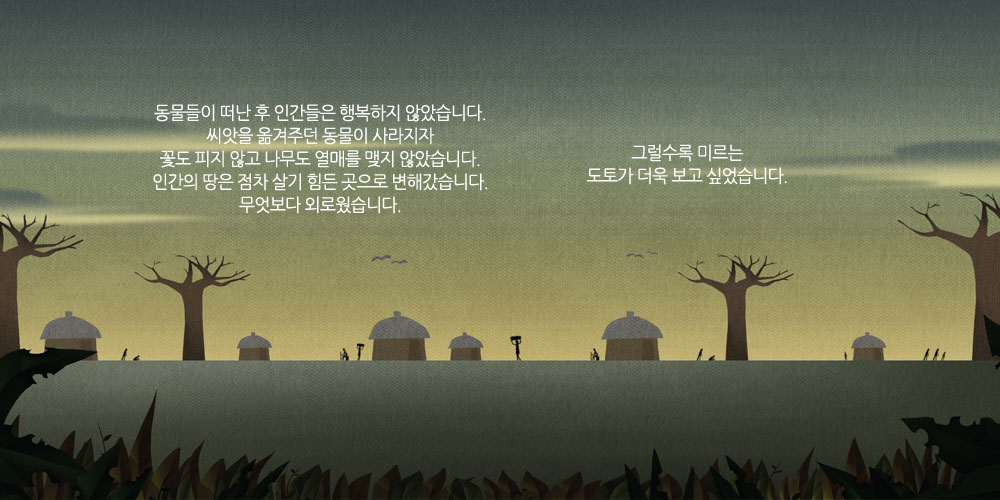 동물들이 떠난 후 인간들은 행복하지 않았습니다.
씨앗을 옮겨주던 동물이 사라지자
꽃도 피지 않고 나무도 열매를 맺지 않았습니다.
인간의 땅은 점차 살기 힘든 곳으로 변해갔습니다.
무엇보다 외로웠습니다.
그럴수록 미르는
도토가 더욱 보고 싶었습니다.